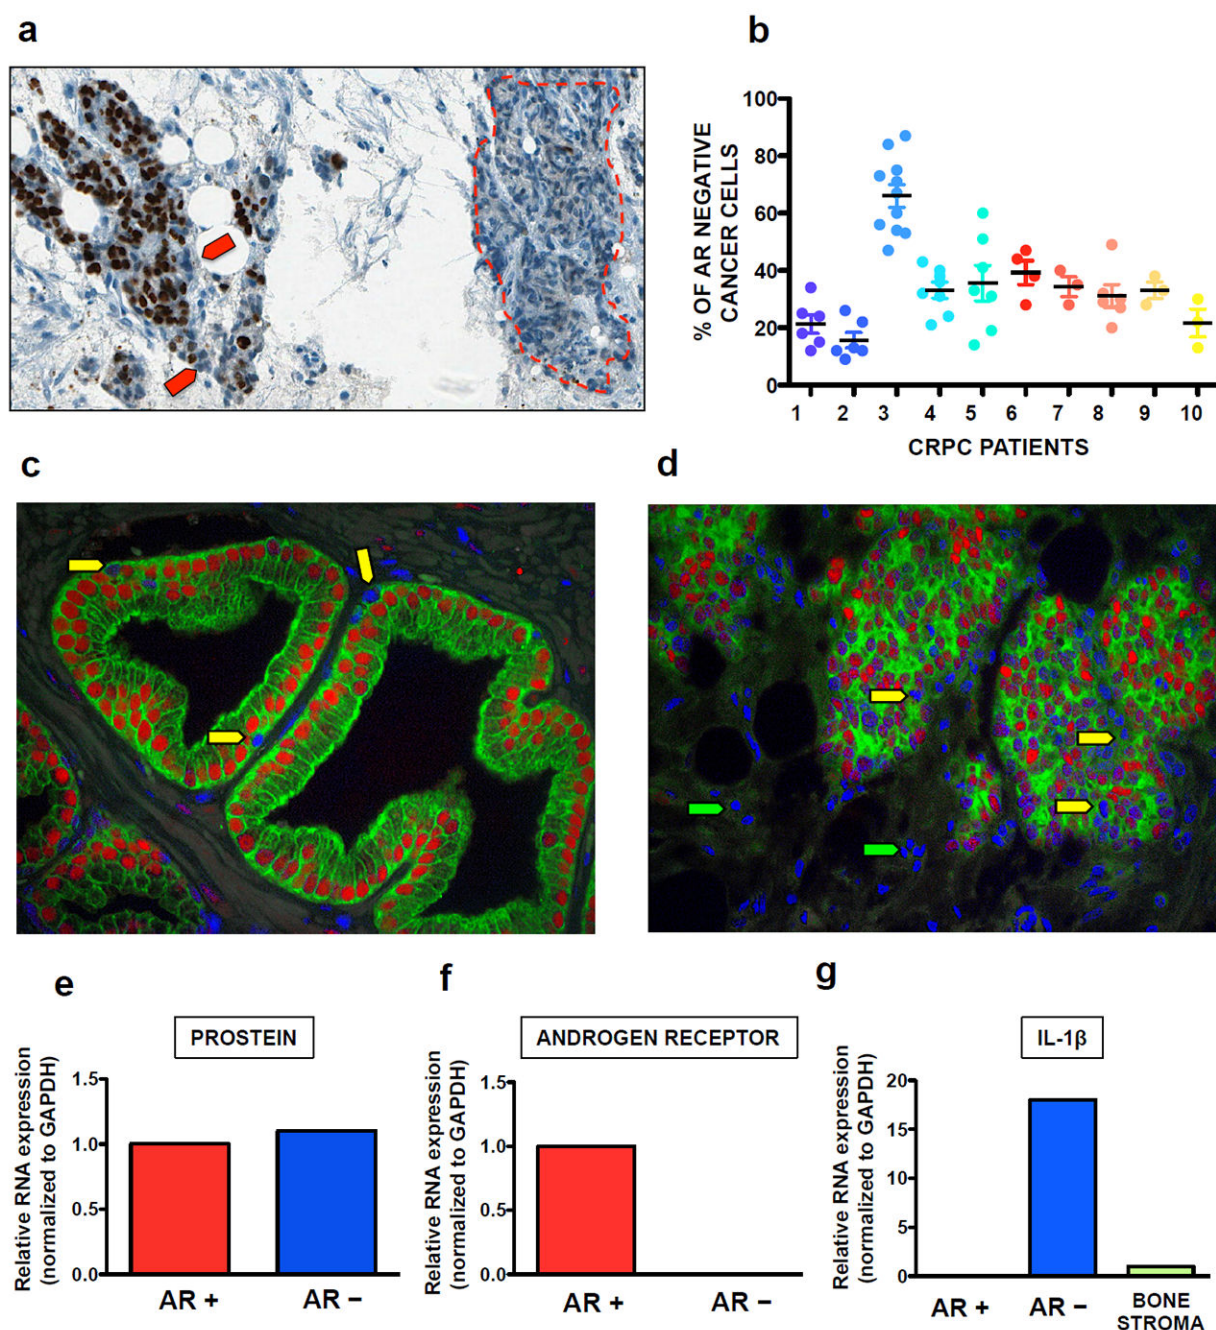 a
b
% OF AR NEGATIVE
CANCER CELLS
100
80
60
40
20
0
1 2 3 4 5 6 7 8 9 10
CRPC PATIENTS
c
d
e
PROSTEIN
Relative RNA expression
(normalized to GAPDH)
1.5
1.0
0.5
0.0
AR + AR −
f
ANDROGEN RECEPTOR
Relative RNA expression
(normalized to GAPDH)
1.5
1.0
0.5
0.0
AR + AR −
g
IL-1β
Relative RNA expression
(normalized to GAPDH)
20
15
10
5
0
AR + AR − BONE
STROMA